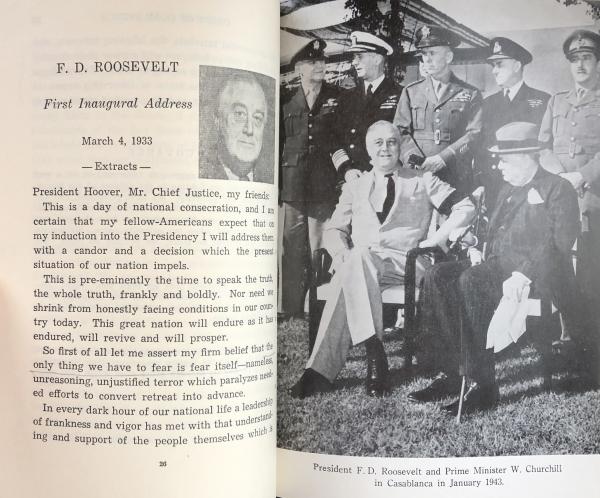 F. D. ROOSEVELT
First Inaugural Address
March 4, 1933
—Extracts—
President Hoover, Mr. Chief Justice, my friends:
This is a day of national consecration, and I am
certain that my fellow-Americans expect that on
my induction into the Presidency I will address them
with a candor and a decision which the present
situation of our nation impels.
This is pre-eminently the time to speak the truth,
the whole truth, frankly and boldly. Nor need we
shrink from honestly facing conditions in our coun-
try today. This great nation will endure as it has
endured, will revive and will prosper.
So first of all let me assert my firm belief that the
only thing we have to fear is fear itself—nameless,
unreasoning, unjustified terror which paralyzes need-
ed efforts to convert retreat into advance.
In every dark hour of our national life a leadership
of frankness and vigor has met with that understand-
ing and support of the people themselves which is
26
President F. D. Roosevelt and Prime Minister W. Churchill
in Casablanca in January 1943.